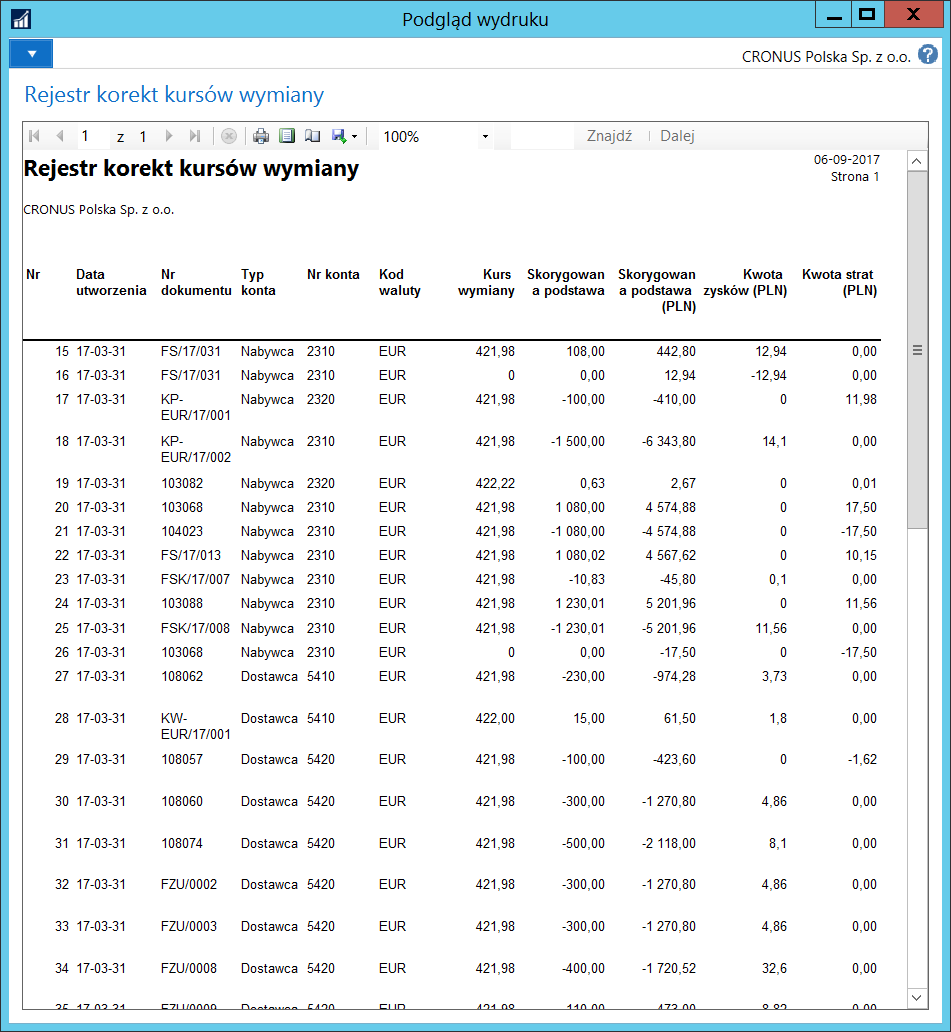 Podgląd wydruku
CRONUS Polska Sp. z o.o.
Rejestr korekt kursów wymiany
1 z 1 100% Znajdź Dalej
Rejestr korekt kursów wymiany 06-09-2017
Strona 1
CRONUS Polska Sp. z o.o.
Nr Data Nr Typ Nr konta Kod Kurs Skorygowan Skorygowan Kwota Kwota strat
utworzenia dokumentu konta waluty wymiany a podstawa a podstawa zysków (PLN) (PLN)
(PLN)
15 17-03-31 FS/17/031 Nabywca 2310 EUR 421,98 108,00 442,80 12,94 0,00
16 17-03-31 FS/17/031 Nabywca 2310 EUR 0 0,00 12,94 -12,94 0,00
17 17-03-31 KP- Nabywca 2320 EUR 421,98 -100,00 -410,00 0 11,98
EUR/17/001
18 17-03-31 KP- Nabywca 2310 EUR 421,98 -1 500,00 -6 343,80 14,1 0,00
EUR/17/002
19 17-03-31 103082 Nabywca 2320 EUR 422,22 0,63 2,67 0 0,01
20 17-03-31 103068 Nabywca 2310 EUR 421,98 1 080,00 4 574,88 0 17,50
21 17-03-31 104023 Nabywca 2310 EUR 421,98 -1 080,00 -4 574,88 0 -17,50
22 17-03-31 FS/17/013 Nabywca 2310 EUR 421,98 1 080,02 4 567,62 0 10,15
23 17-03-31 FSK/17/007 Nabywca 2310 EUR 421,98 -10,83 -45,80 0,1 0,00
24 17-03-31 103088 Nabywca 2310 EUR 421,98 1 230,01 5 201,96 0 11,56
25 17-03-31 FSK/17/008 Nabywca 2310 EUR 421,98 -1 230,01 -5 201,96 11,56 0,00
26 17-03-31 103068 Nabywca 2310 EUR 0 0,00 -17,50 0 -17,50
27 17-03-31 108062 Dostawca 5410 EUR 421,98 -230,00 -974,28 3,73 0,00
28 17-03-31 KW- Dostawca 5410 EUR 422,00 15,00 61,50 1,8 0,00
EUR/17/001
29 17-03-31 108057 Dostawca 5420 EUR 421,98 -100,00 -423,60 0 -1,62
30 17-03-31 108060 Dostawca 5420 EUR 421,98 -300,00 -1 270,80 4,86 0,00
31 17-03-31 108074 Dostawca 5420 EUR 421,98 -500,00 -2 118,00 8,1 0,00
32 17-03-31 FZU/0002 Dostawca 5420 EUR 421,98 -300,00 -1 270,80 4,86 0,00
33 17-03-31 FZU/0003 Dostawca 5420 EUR 421,98 -300,00 -1 270,80 4,86 0,00
34 17-03-31 FZU/0008 Dostawca 5420 EUR 421,98 -400,00 -1 720,52 32,6 0,00